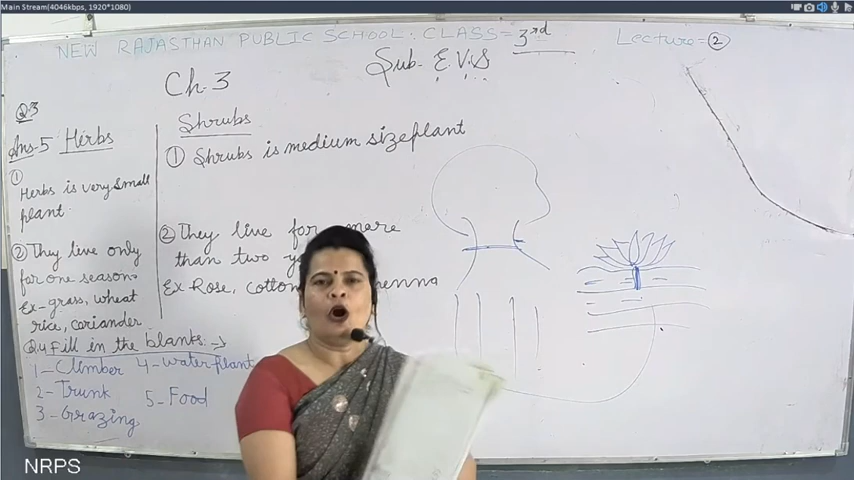 Main Stream(4046kbps, 1920*1080)
NEW RAJASTHAN PUBLIC SCHOOL: CLASS= 3rd
Lecture=②
Sub- E.V.S
Ch.3
Q3
Ans-5 Herbs
① Herbs is very small
plant.
② They live only
for one season.
Ex- grass, wheat
rice, coriander
Shrubs
① Shrubs is medium sizeplant
② They live for more
than two
Ex Rose, cotton
Q.4 Fill in the blanks:-
1- Climber 4- water plant
2- Trunk 5- Food
3- Grazing
NRPS